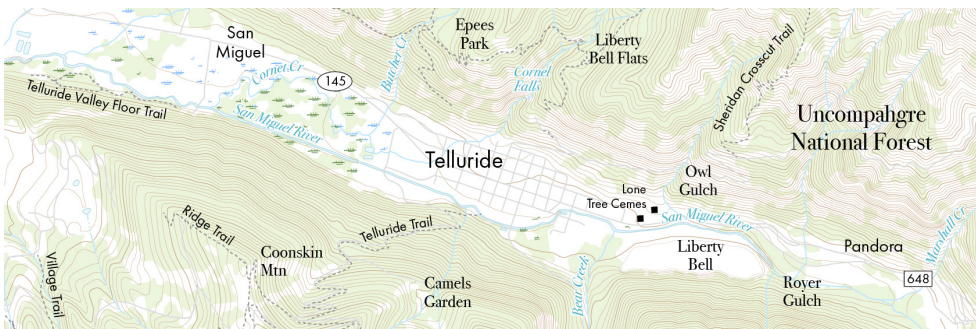 San
Miguel
Cornet Cr
145
Butcher Cr
Epees
Park
Liberty
Bell Flats
Cornel
Falls
Sheridan Crosscut Trail
Uncompahgre
National Forest
Telluride Valley Floor Trail
San Miguel River
Telluride
Owl
Gulch
Lone
Tree Cemes
San Miguel River
Ridge Trail
Telluride Trail
Coonskin
Mtn
Village Trail
Camels
Garden
Bear Creek
Liberty
Bell
Pandora
Marshall Cr
648
Royer
Gulch